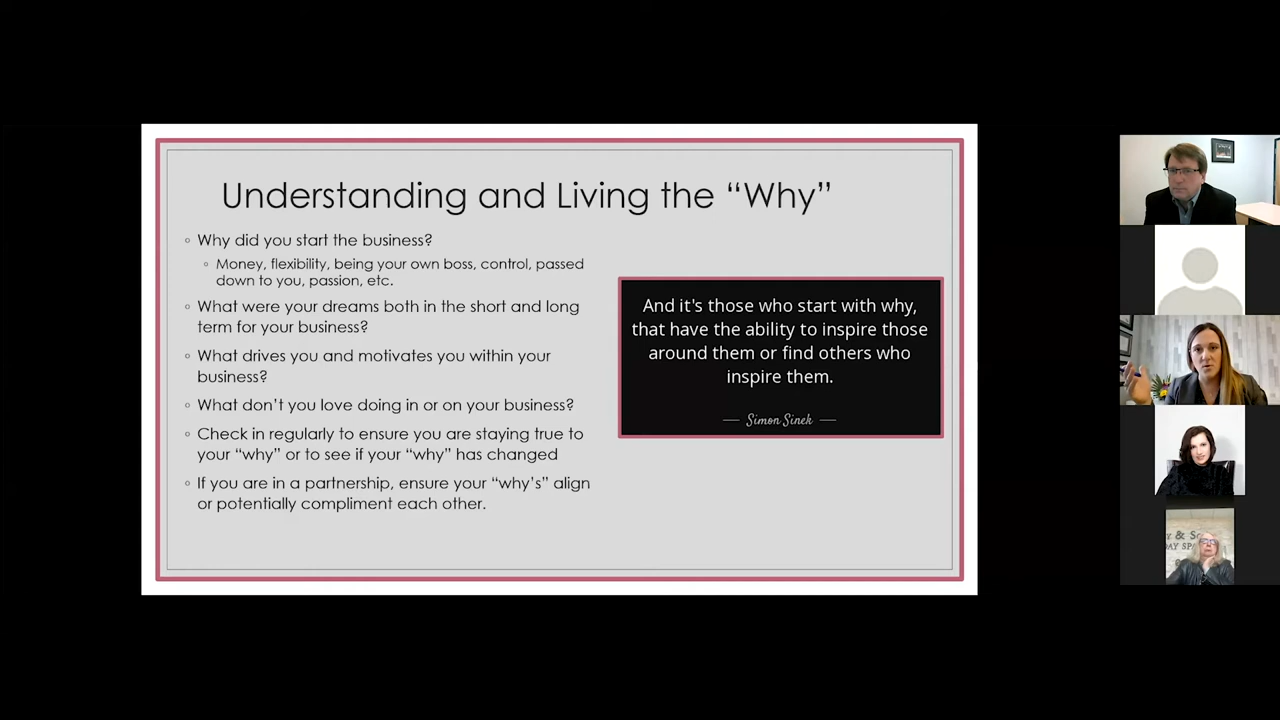 Understanding and Living the “Why”
◦ Why did you start the business?
◦ Money, flexibility, being your own boss, control, passed
down to you, passion, etc.
◦ What were your dreams both in the short and long
term for your business?
◦ What drives you and motivates you within your
business?
◦ What don’t you love doing in or on your business?
◦ Check in regularly to ensure you are staying true to
your “why” or to see if your “why” has changed
◦ If you are in a partnership, ensure your “why’s” align
or potentially compliment each other.
And it's those who start with why,
that have the ability to inspire those
around them or find others who
inspire them.
— Simon Sinek —